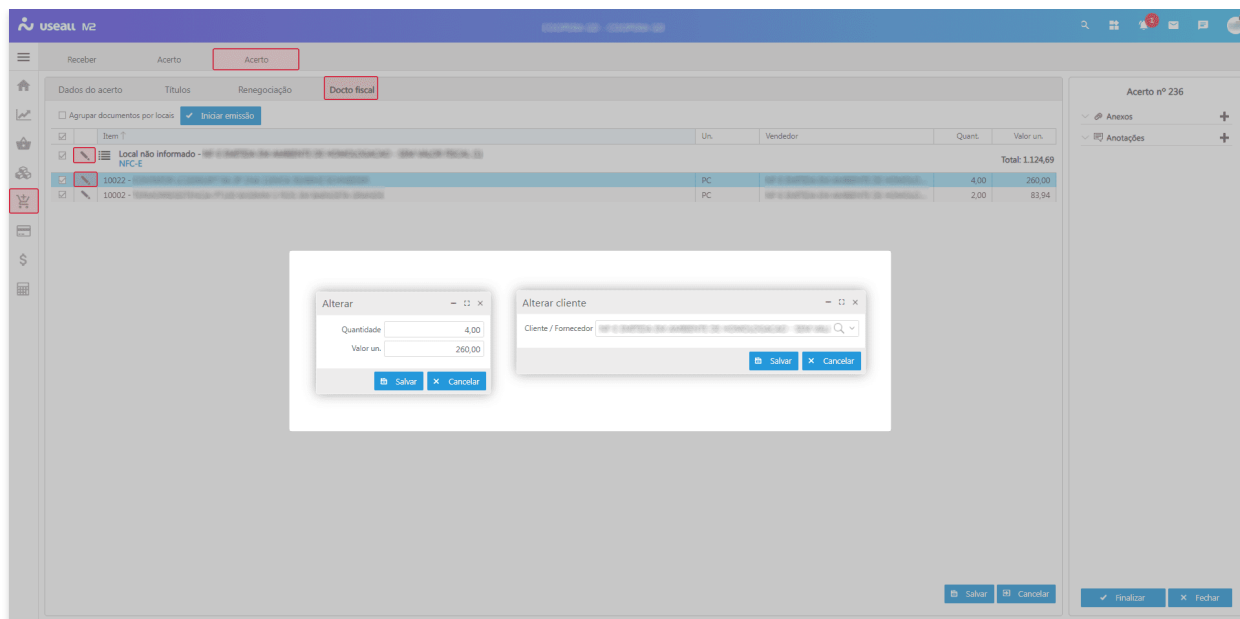 useall M2
2
Receber Acerto Acerto
Dados do acerto Títulos Renegociação Docto fiscal
Agrupar documentos por locais Iniciar emissão
Item Un. Vendedor Quant. Valor un.
Local não informado -
NFC-E
Total: 1.124,69
10022 - PC 4,00 260,00
10002 - PC 2,00 83,94
Alterar
Quantidade 4,00
Valor un. 260,00
Salvar Cancelar
Alterar cliente
Cliente / Fornecedor
Salvar Cancelar
Salvar Cancelar
Acerto nº 236
Anexos
Anotações
Finalizar Fechar